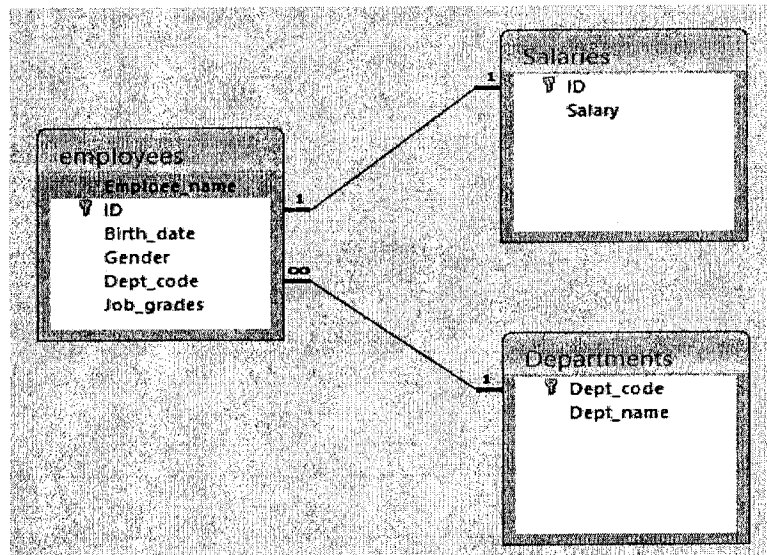 employees
Emploee_name
ID
Birth_date
Gender
Dept_code
Job_grades
1
∞
1
Salaries
ID
Salary
1
Departments
Dept_code
Dept_name